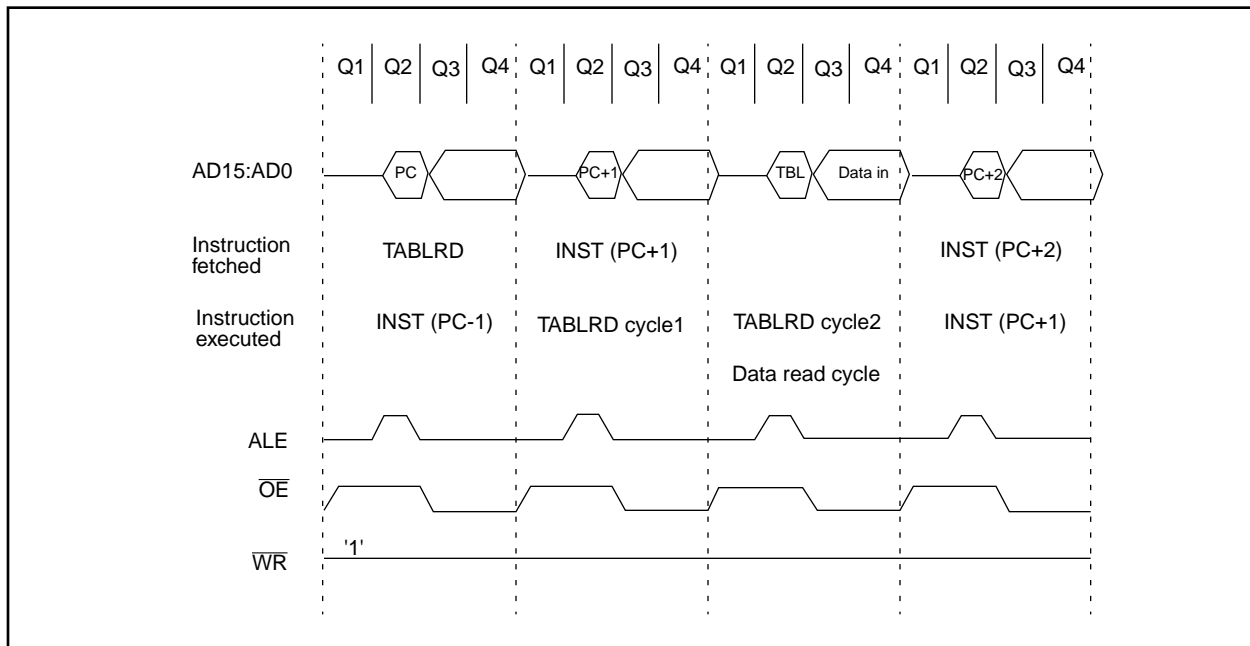 Q1 Q2 Q3 Q4 Q1 Q2 Q3 Q4 Q1 Q2 Q3 Q4 Q1 Q2 Q3 Q4
AD15:AD0 PC PC+1 TBL Data in PC+2
Instruction
fetched
TABLRD INST (PC+1) INST (PC+2)
Instruction
executed
INST (PC-1) TABLRD cycle1 TABLRD cycle2 INST (PC+1)
Data read cycle
ALE
OE
'1'
WR